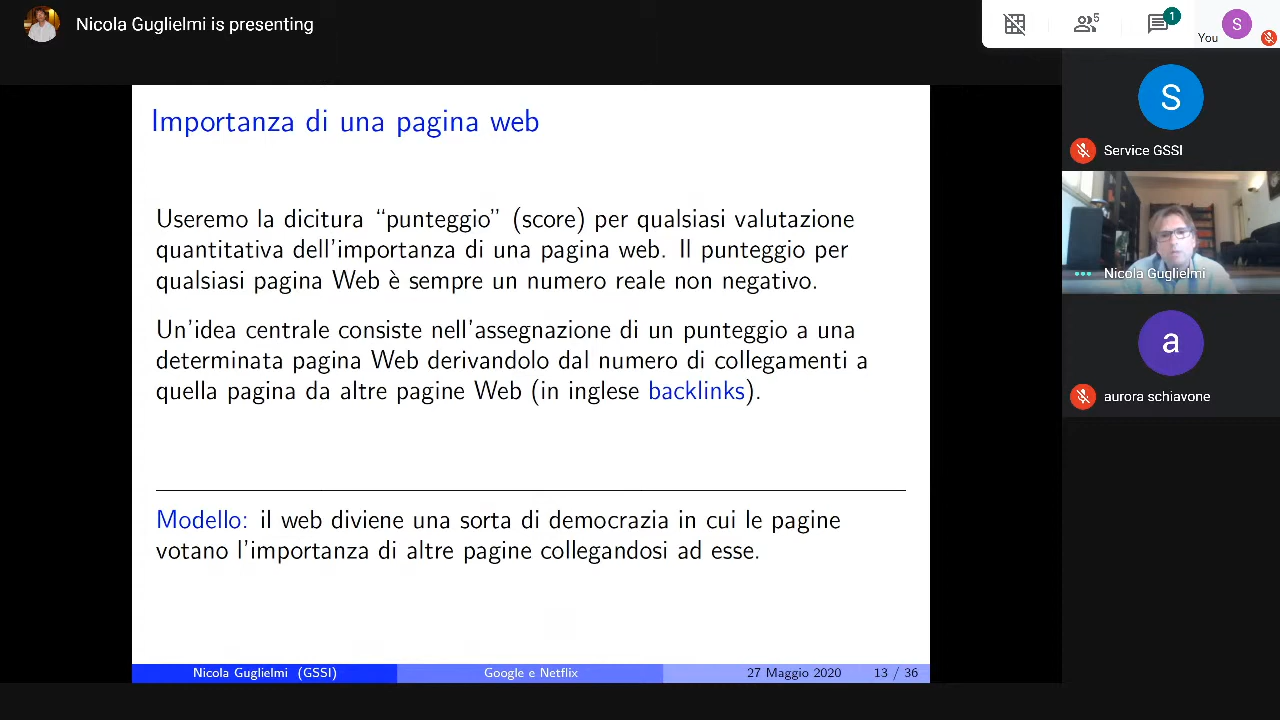 Nicola Guglielmi is presenting
5
1
You
S
Importanza di una pagina web
Useremo la dicitura “punteggio” (score) per qualsiasi valutazione
quantitativa dell’importanza di una pagina web. Il punteggio per
qualsiasi pagina Web è sempre un numero reale non negativo.
Un’idea centrale consiste nell’assegnazione di un punteggio a una
determinata pagina Web derivandolo dal numero di collegamenti a
quella pagina da altre pagine Web (in inglese backlinks).
Modello: il web diviene una sorta di democrazia in cui le pagine
votano l’importanza di altre pagine collegandosi ad esse.
Nicola Guglielmi (GSSI) Google e Netflix 27 Maggio 2020 13 / 36
S
Service GSSI
Nicola Guglielmi
a
aurora schiavone